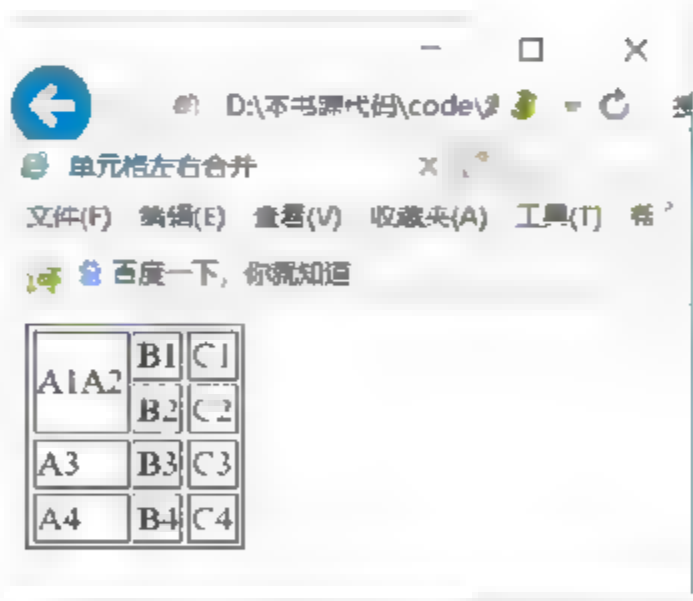 D:\本书源代码\code\
单元格左右合并
文件(F) 编辑(E) 查看(V) 收藏夹(A) 工具(T)
百度一下,你就知道
A1A2 B1 C1
B2 C2
A3 B3 C3
A4 B4 C4